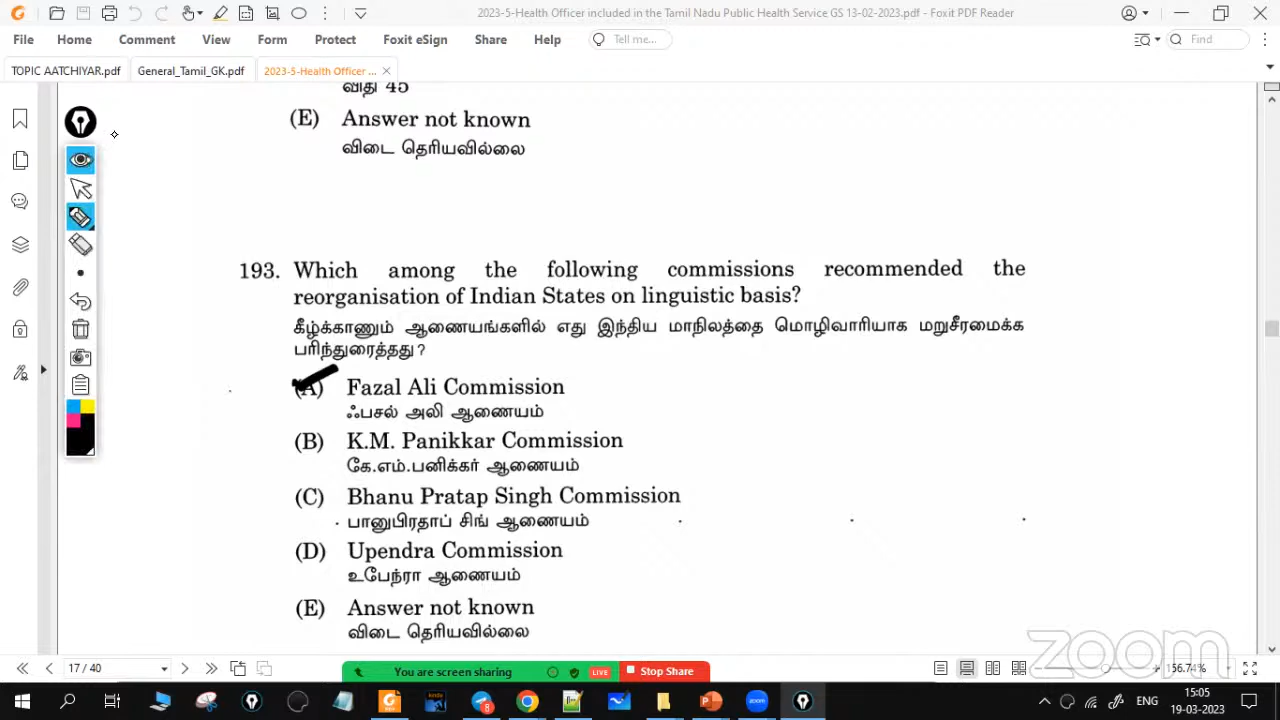 2023-5-Health Officer included in the Tamil Nadu Public Health Service GS 13-02-2023.pdf - Foxit PDF Reader
File Home Comment View Form Protect Foxit eSign Share Help Tell me... Find
TOPIC AATCHIYAR.pdf General_Tamil_GK.pdf 2023-5-Health Officer ...
விதி 45
(E) Answer not known
விடை தெரியவில்லை
193. Which among the following commissions recommended the
reorganisation of Indian States on linguistic basis?
கீழ்க்காணும் ஆணையங்களில் எது இந்திய மாநிலத்தை மொழிவாரியாக மறுசீரமைக்க
பரிந்துரைத்தது?
(A) Fazal Ali Commission
ஃபசல் அலி ஆணையம்
(B) K.M. Panikkar Commission
கே.எம்.பனிக்கர் ஆணையம்
(C) Bhanu Pratap Singh Commission
பானுபிரதாப் சிங் ஆணையம்
(D) Upendra Commission
உபேந்ரா ஆணையம்
(E) Answer not known
விடை தெரியவில்லை
zoom
17 / 40 You are screen sharing LIVE Stop Share 156.74%
zoom ENG 15:05
19-03-2023